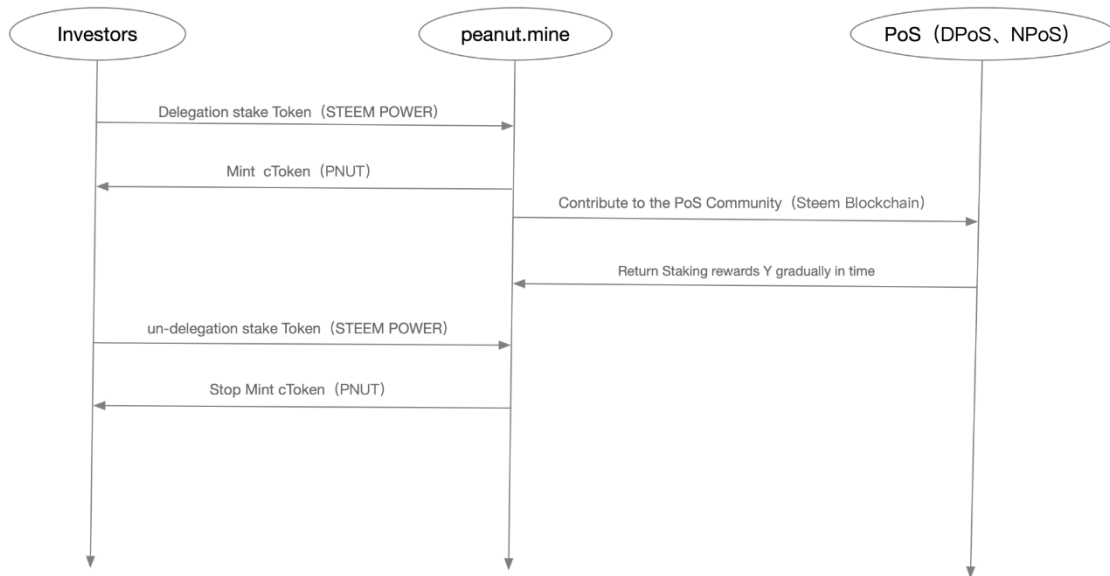 Investors
peanut.mine
PoS（DPoS、NPoS）
Delegation stake Token（STEEM POWER）
Mint cToken（PNUT）
Contribute to the PoS Community（Steem Blockchain）
Return Staking rewards Y gradually in time
un-delegation stake Token（STEEM POWER）
Stop Mint cToken（PNUT）